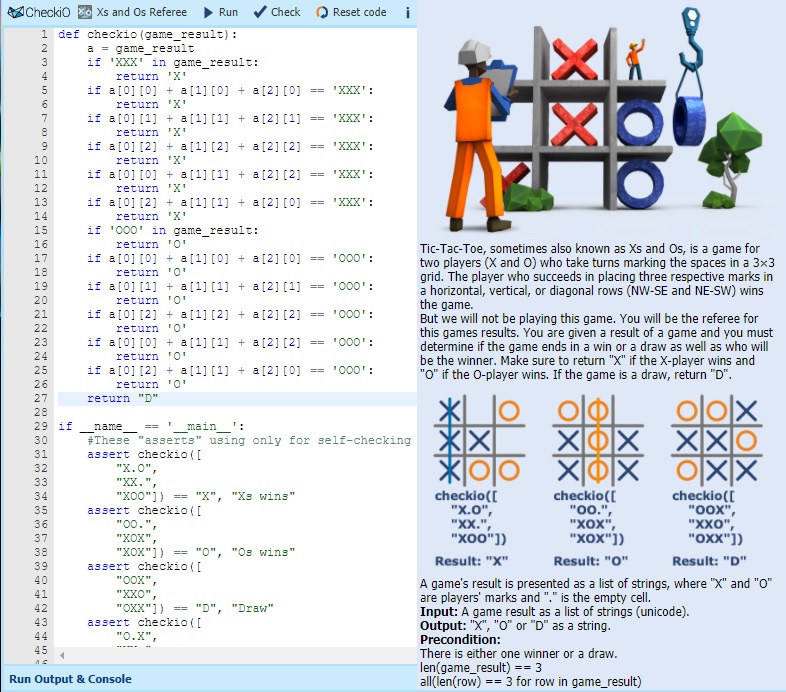 CheckiO Xs and Os Referee Run Check Reset code i
1 def checkio(game_result):
2     a = game_result
3     if 'XXX' in game_result:
4         return 'X'
5     if a[0][0] + a[1][0] + a[2][0] == 'XXX':
6         return 'X'
7     if a[0][1] + a[1][1] + a[2][1] == 'XXX':
8         return 'X'
9     if a[0][2] + a[1][2] + a[2][2] == 'XXX':
10         return 'X'
11     if a[0][0] + a[1][1] + a[2][2] == 'XXX':
12         return 'X'
13     if a[0][2] + a[1][1] + a[2][0] == 'XXX':
14         return 'X'
15     if 'OOO' in game_result:
16         return 'O'
17     if a[0][0] + a[1][0] + a[2][0] == 'OOO':
18         return 'O'
19     if a[0][1] + a[1][1] + a[2][1] == 'OOO':
20         return 'O'
21     if a[0][2] + a[1][2] + a[2][2] == 'OOO':
22         return 'O'
23     if a[0][0] + a[1][1] + a[2][2] == 'OOO':
24         return 'O'
25     if a[0][2] + a[1][1] + a[2][0] == 'OOO':
26         return 'O'
27     return "D"
28
29 if __name__ == '__main__':
30     #These "asserts" using only for self-checking
31     assert checkio([
32         "X.O",
33         "XX.",
34         "XOO"]) == "X", "Xs wins"
35     assert checkio([
36         "OO.",
37         "XOX",
38         "XOX"]) == "O", "Os wins"
39     assert checkio([
40         "OOX",
41         "XXO",
42         "OXX"]) == "D", "Draw"
43     assert checkio([
44         "O.X",
45
Run Output & Console
Tic-Tac-Toe, sometimes also known as Xs and Os, is a game for
two players (X and O) who take turns marking the spaces in a 3×3
grid. The player who succeeds in placing three respective marks in
a horizontal, vertical, or diagonal rows (NW-SE and NE-SW) wins
the game.
But we will not be playing this game. You will be the referee for
this games results. You are given a result of a game and you must
determine if the game ends in a win or a draw as well as who will
be the winner. Make sure to return "X" if the X-player wins and
"O" if the O-player wins. If the game is a draw, return "D".
checkio([
"X.O",
"XX.",
"XOO"])
Result: "X"
checkio([
"OO.",
"XOX",
"XOX"])
Result: "O"
checkio([
"OOX",
"XXO",
"OXX"])
Result: "D"
A game's result is presented as a list of strings, where "X" and "O"
are players' marks and "." is the empty cell.
Input: A game result as a list of strings (unicode).
Output: "X", "O" or "D" as a string.
Precondition:
There is either one winner or a draw.
len(game_result) == 3
all(len(row) == 3 for row in game_result)